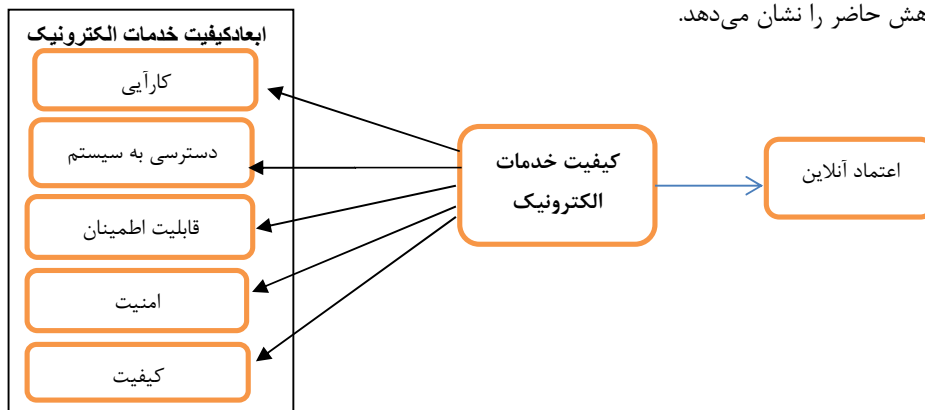 هش حاضر را نشان می‌دهد.
ابعادکیفیت خدمات الکترونیک
کارآیی
دسترسی به سیستم
قابلیت اطمینان
امنیت
کیفیت
کیفیت خدمات
الکترونیک
اعتماد آنلاین